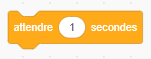 attendre 1 secondes